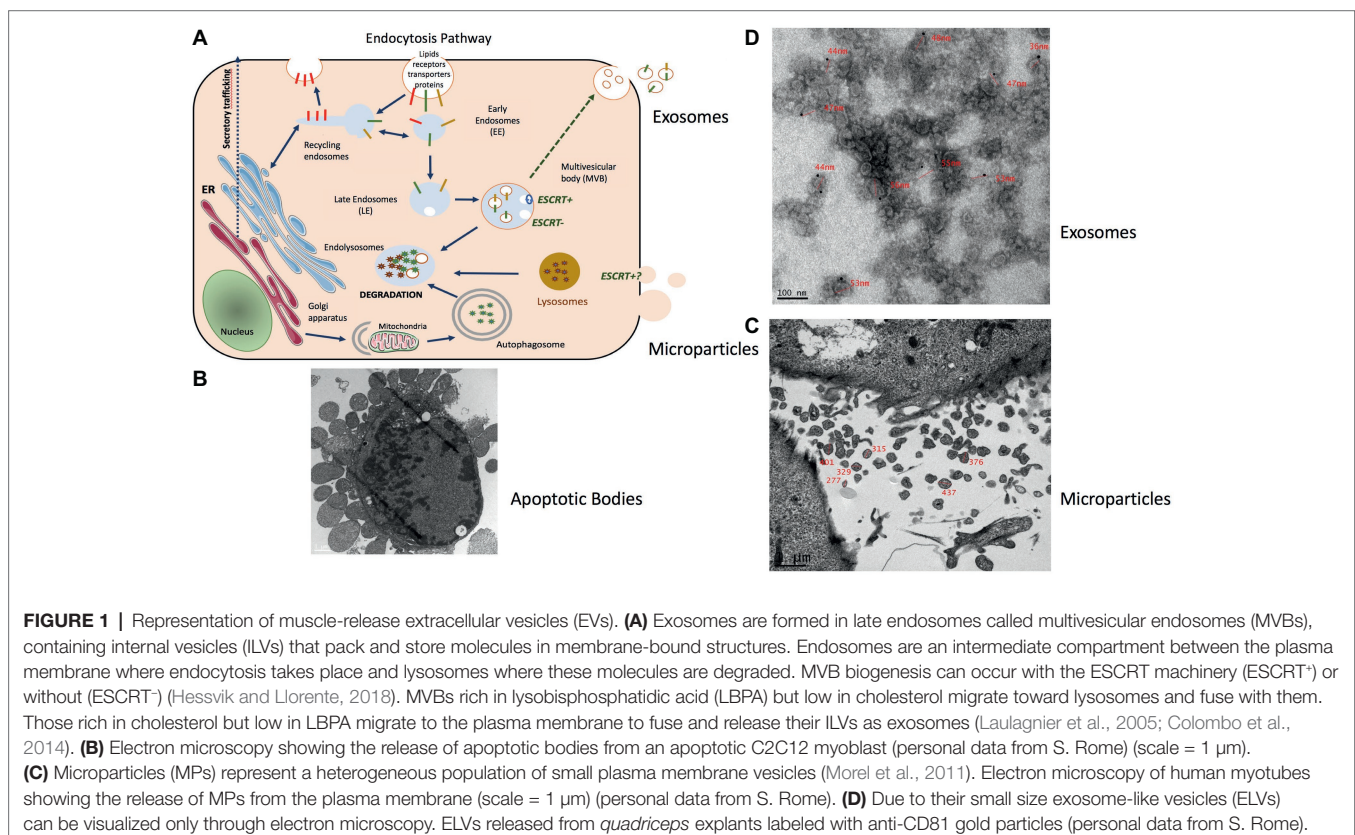 A
Endocytosis Pathway
Lipids
receptors
transporters
proteins
Secretory trafficking
Recycling
endosomes
Early
Endosomes
(EE)
Exosomes
ER
Late Endosomes
(LE)
Multivesicular
body (MVB)
ESCRT+
ESCRT-
Endolysosomes
DEGRADATION
Lysosomes
ESCRT+?
Golgi
apparatus
Nucleus
Mitochondria
Autophagosome
Microparticles
B
Apoptotic Bodies
D
44nm
36nm
47nm
44nm
53nm
100 nm
Exosomes
C
315
329
277
376
437
Microparticles
FIGURE 1 | Representation of muscle-release extracellular vesicles (EVs). (A) Exosomes are formed in late endosomes called multivesicular endosomes (MVBs),
containing internal vesicles (ILVs) that pack and store molecules in membrane-bound structures. Endosomes are an intermediate compartment between the plasma
membrane where endocytosis takes place and lysosomes where these molecules are degraded. MVB biogenesis can occur with the ESCRT machinery (ESCRT⁺) or
without (ESCRT⁻) (Hessvik and Llorente, 2018). MVBs rich in lysobisphosphatidic acid (LBPA) but low in cholesterol migrate toward lysosomes and fuse with them.
Those rich in cholesterol but low in LBPA migrate to the plasma membrane to fuse and release their ILVs as exosomes (Laulagnier et al., 2005; Colombo et al.,
2014). (B) Electron microscopy showing the release of apoptotic bodies from an apoptotic C2C12 myoblast (personal data from S. Rome) (scale = 1 μm).
(C) Microparticles (MPs) represent a heterogeneous population of small plasma membrane vesicles (Morel et al., 2011). Electron microscopy of human myotubes
showing the release of MPs from the plasma membrane (scale = 1 μm) (personal data from S. Rome). (D) Due to their small size exosome-like vesicles (ELVs)
can be visualized only through electron microscopy. ELVs released from quadriceps explants labeled with anti-CD81 gold particles (personal data from S. Rome).